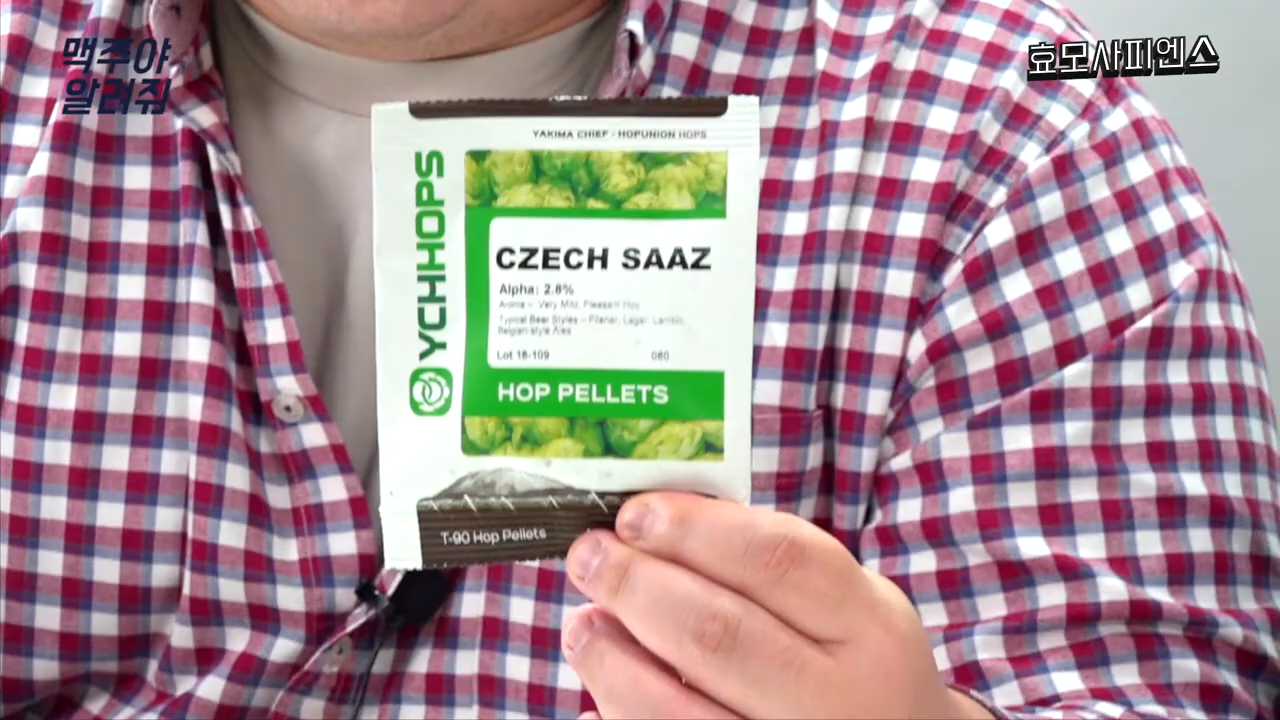 맥주야
알려줘
효모사피엔스
YAKIMA CHIEF - HOPUNION HOPS
YCHHOPS
CZECH SAAZ
Alpha: 2.8%
Aroma – Very Mild, Pleasant Hop
Typical Beer Styles – Pilsner, Lager, Lambic,
Belgian-style Ales
Lot 16-109 080
HOP PELLETS
T-90 Hop Pellets